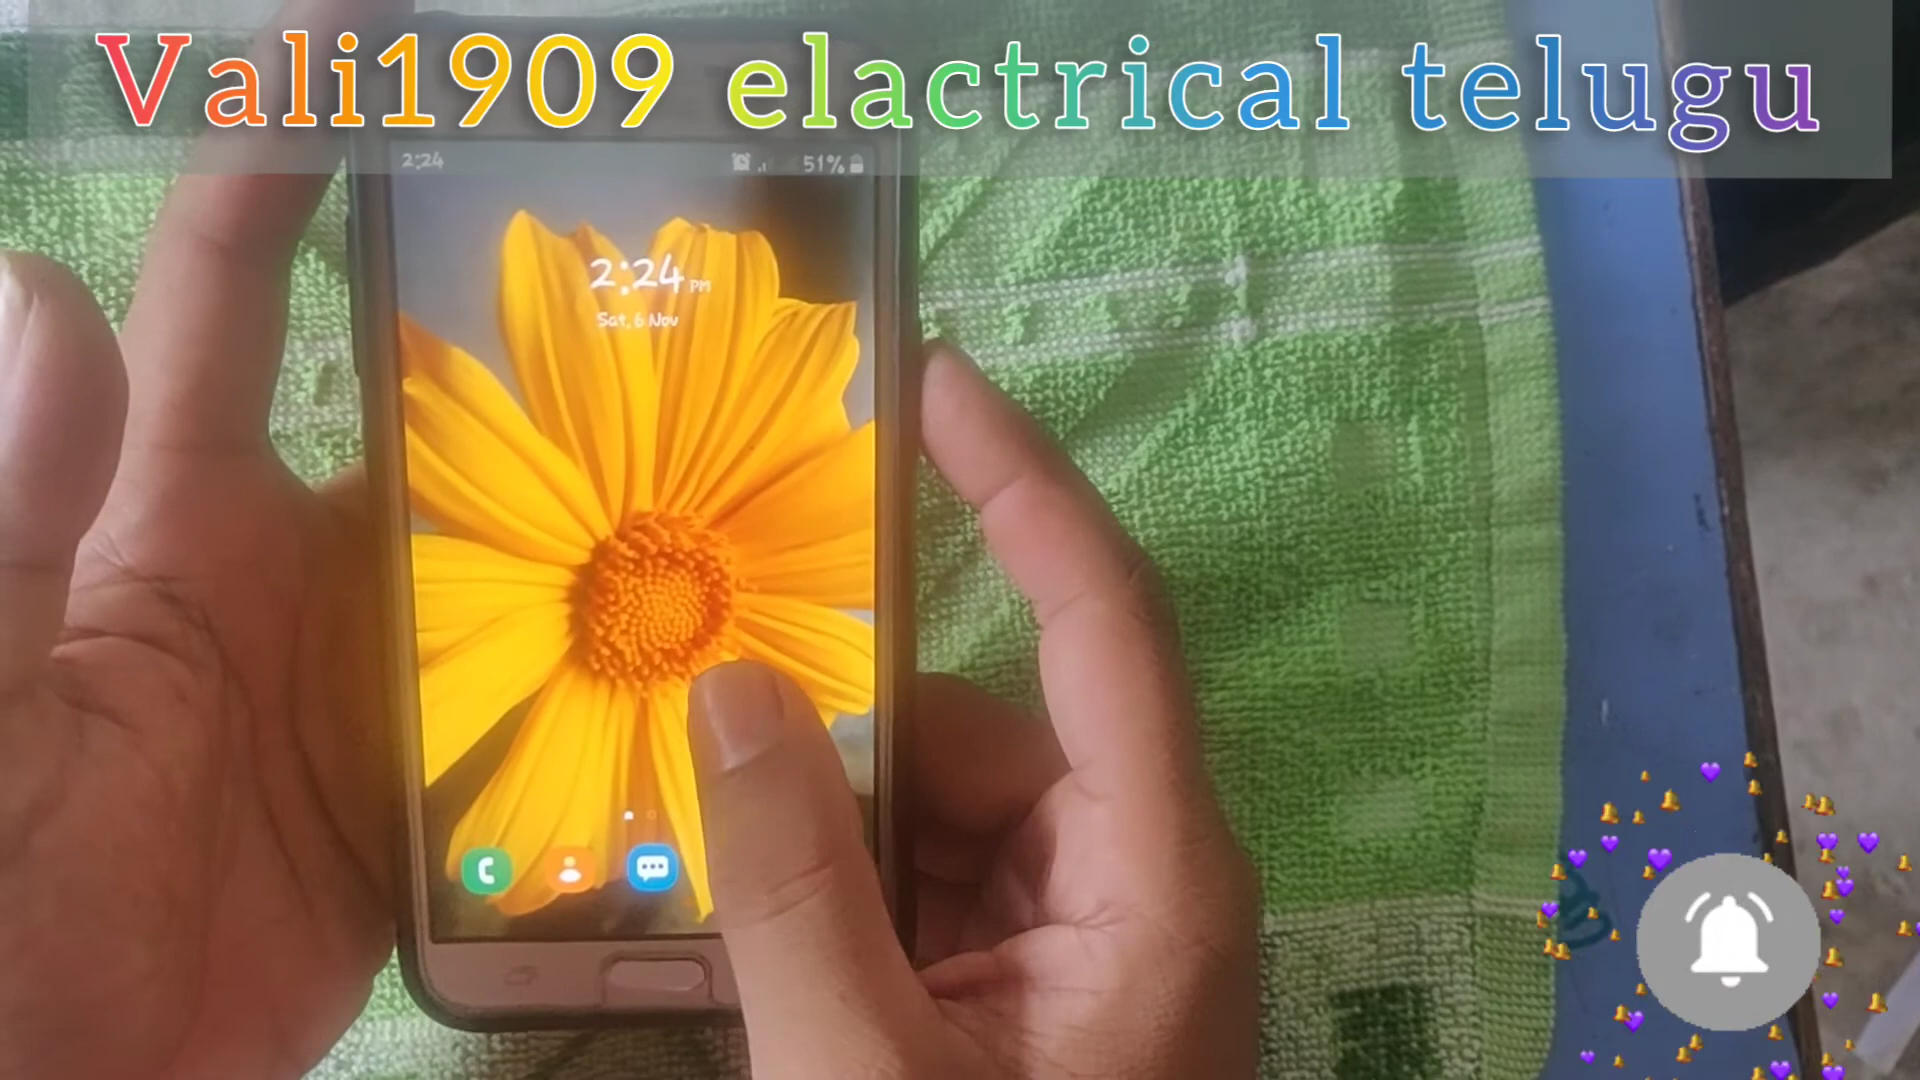 Vali1909 elactrical telugu
2:24 51%
2:24 PM
Sat, 6 Nov